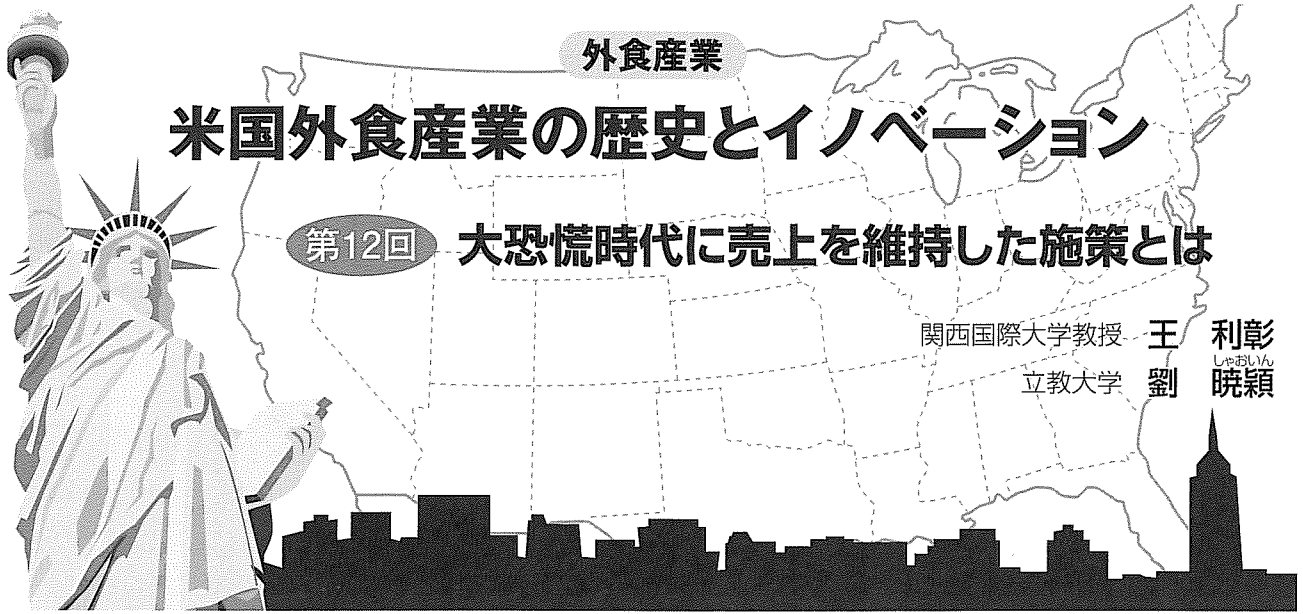 外食産業
米国外食産業の歴史とイノベーション
第12回 大恐慌時代に売上を維持した施策とは
関西国際大学教授 王 利彰
しゃおいん
立教大学 劉 暁穎